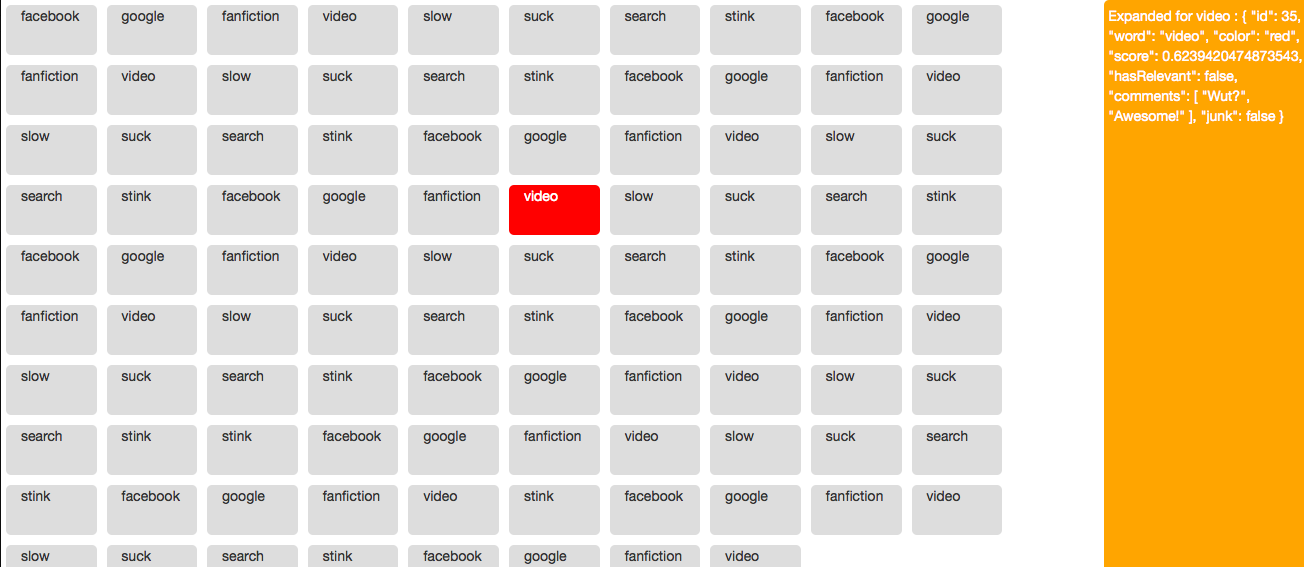 facebook google fanfiction video slow suck search stink facebook google
fanfiction video slow suck search stink facebook google fanfiction video
slow suck search stink facebook google fanfiction video slow suck
search stink facebook google fanfiction video slow suck search stink
facebook google fanfiction video slow suck search stink facebook google
fanfiction video slow suck search stink facebook google fanfiction video
slow suck search stink facebook google fanfiction video slow suck
search stink stink facebook google fanfiction video slow suck search
stink facebook google fanfiction video stink facebook google fanfiction video
slow suck search stink facebook google fanfiction video
Expanded for video : { "id": 35,
"word": "video", "color": "red",
"score": 0.6239420474873543,
"hasRelevant": false,
"comments": [ "Wut?",
"Awesome!" ], "junk": false }